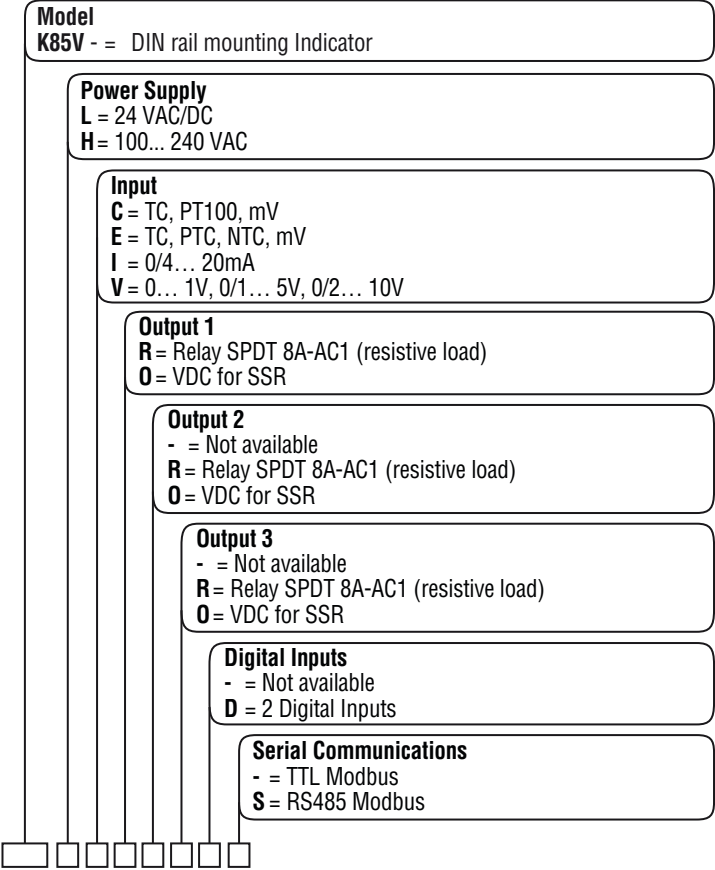 Model
K85V - = DIN rail mounting Indicator
Power Supply
L = 24 VAC/DC
H = 100... 240 VAC
Input
C = TC, PT100, mV
E = TC, PTC, NTC, mV
I = 0/4... 20mA
V = 0... 1V, 0/1... 5V, 0/2... 10V
Output 1
R = Relay SPDT 8A-AC1 (resistive load)
O = VDC for SSR
Output 2
- = Not available
R = Relay SPDT 8A-AC1 (resistive load)
O = VDC for SSR
Output 3
- = Not available
R = Relay SPDT 8A-AC1 (resistive load)
O = VDC for SSR
Digital Inputs
- = Not available
D = 2 Digital Inputs
Serial Communications
- = TTL Modbus
S = RS485 Modbus